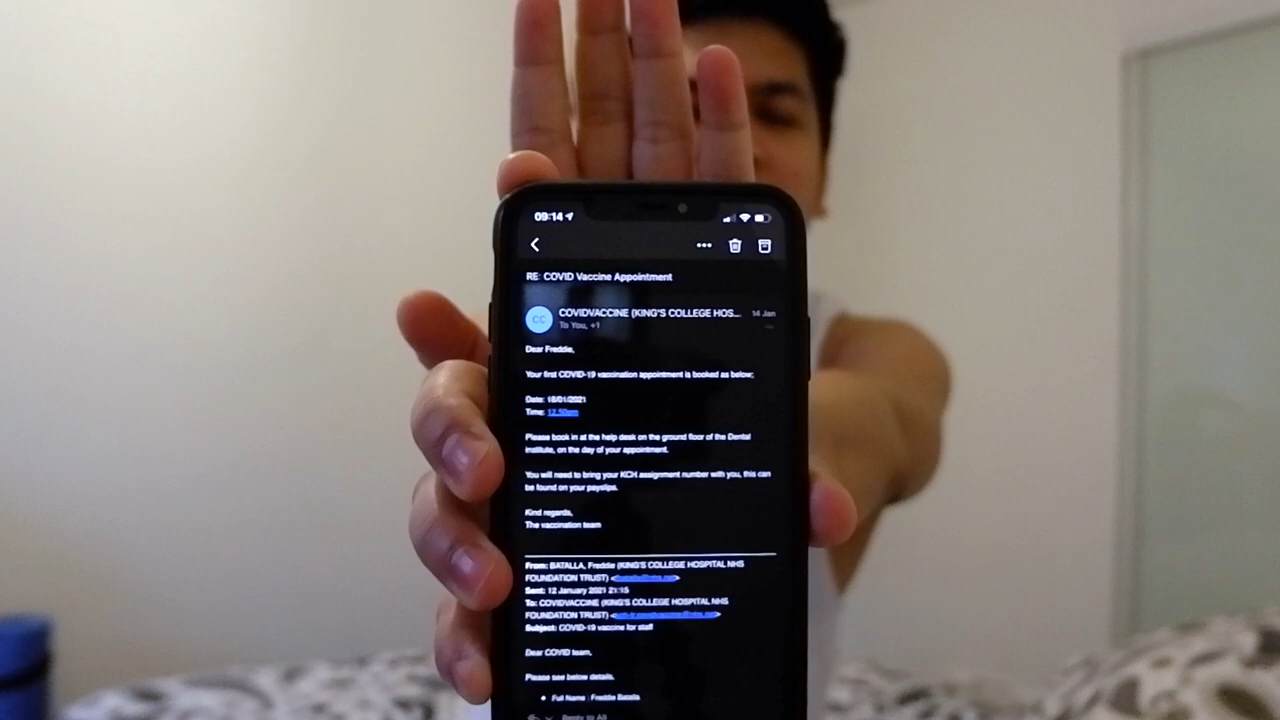 09:14
RE: COVID Vaccine Appointment
CC
COVIDVACCINE (KING'S COLLEGE HOS...
14 Jan
To You, +1
Dear Freddie,
Your first COVID-19 vaccination appointment is booked as below;
Date: 18/01/2021
Time: 12.50pm
Please book in at the help desk on the ground floor of the Dental
institute, on the day of your appointment.
You will need to bring your KCH assignment number with you, this can
be found on your payslips.
Kind regards,
The vaccination team
From: BATALLA, Freddie (KING'S COLLEGE HOSPITAL NHS
FOUNDATION TRUST)
Sent: 12 January 2021 21:15
To: COVIDVACCINE (KING'S COLLEGE HOSPITAL NHS
FOUNDATION TRUST)
Subject: COVID-19 vaccine for staff
Dear COVID team,
Please see below details.
• Full Name : Freddie Batalla
Reply to All